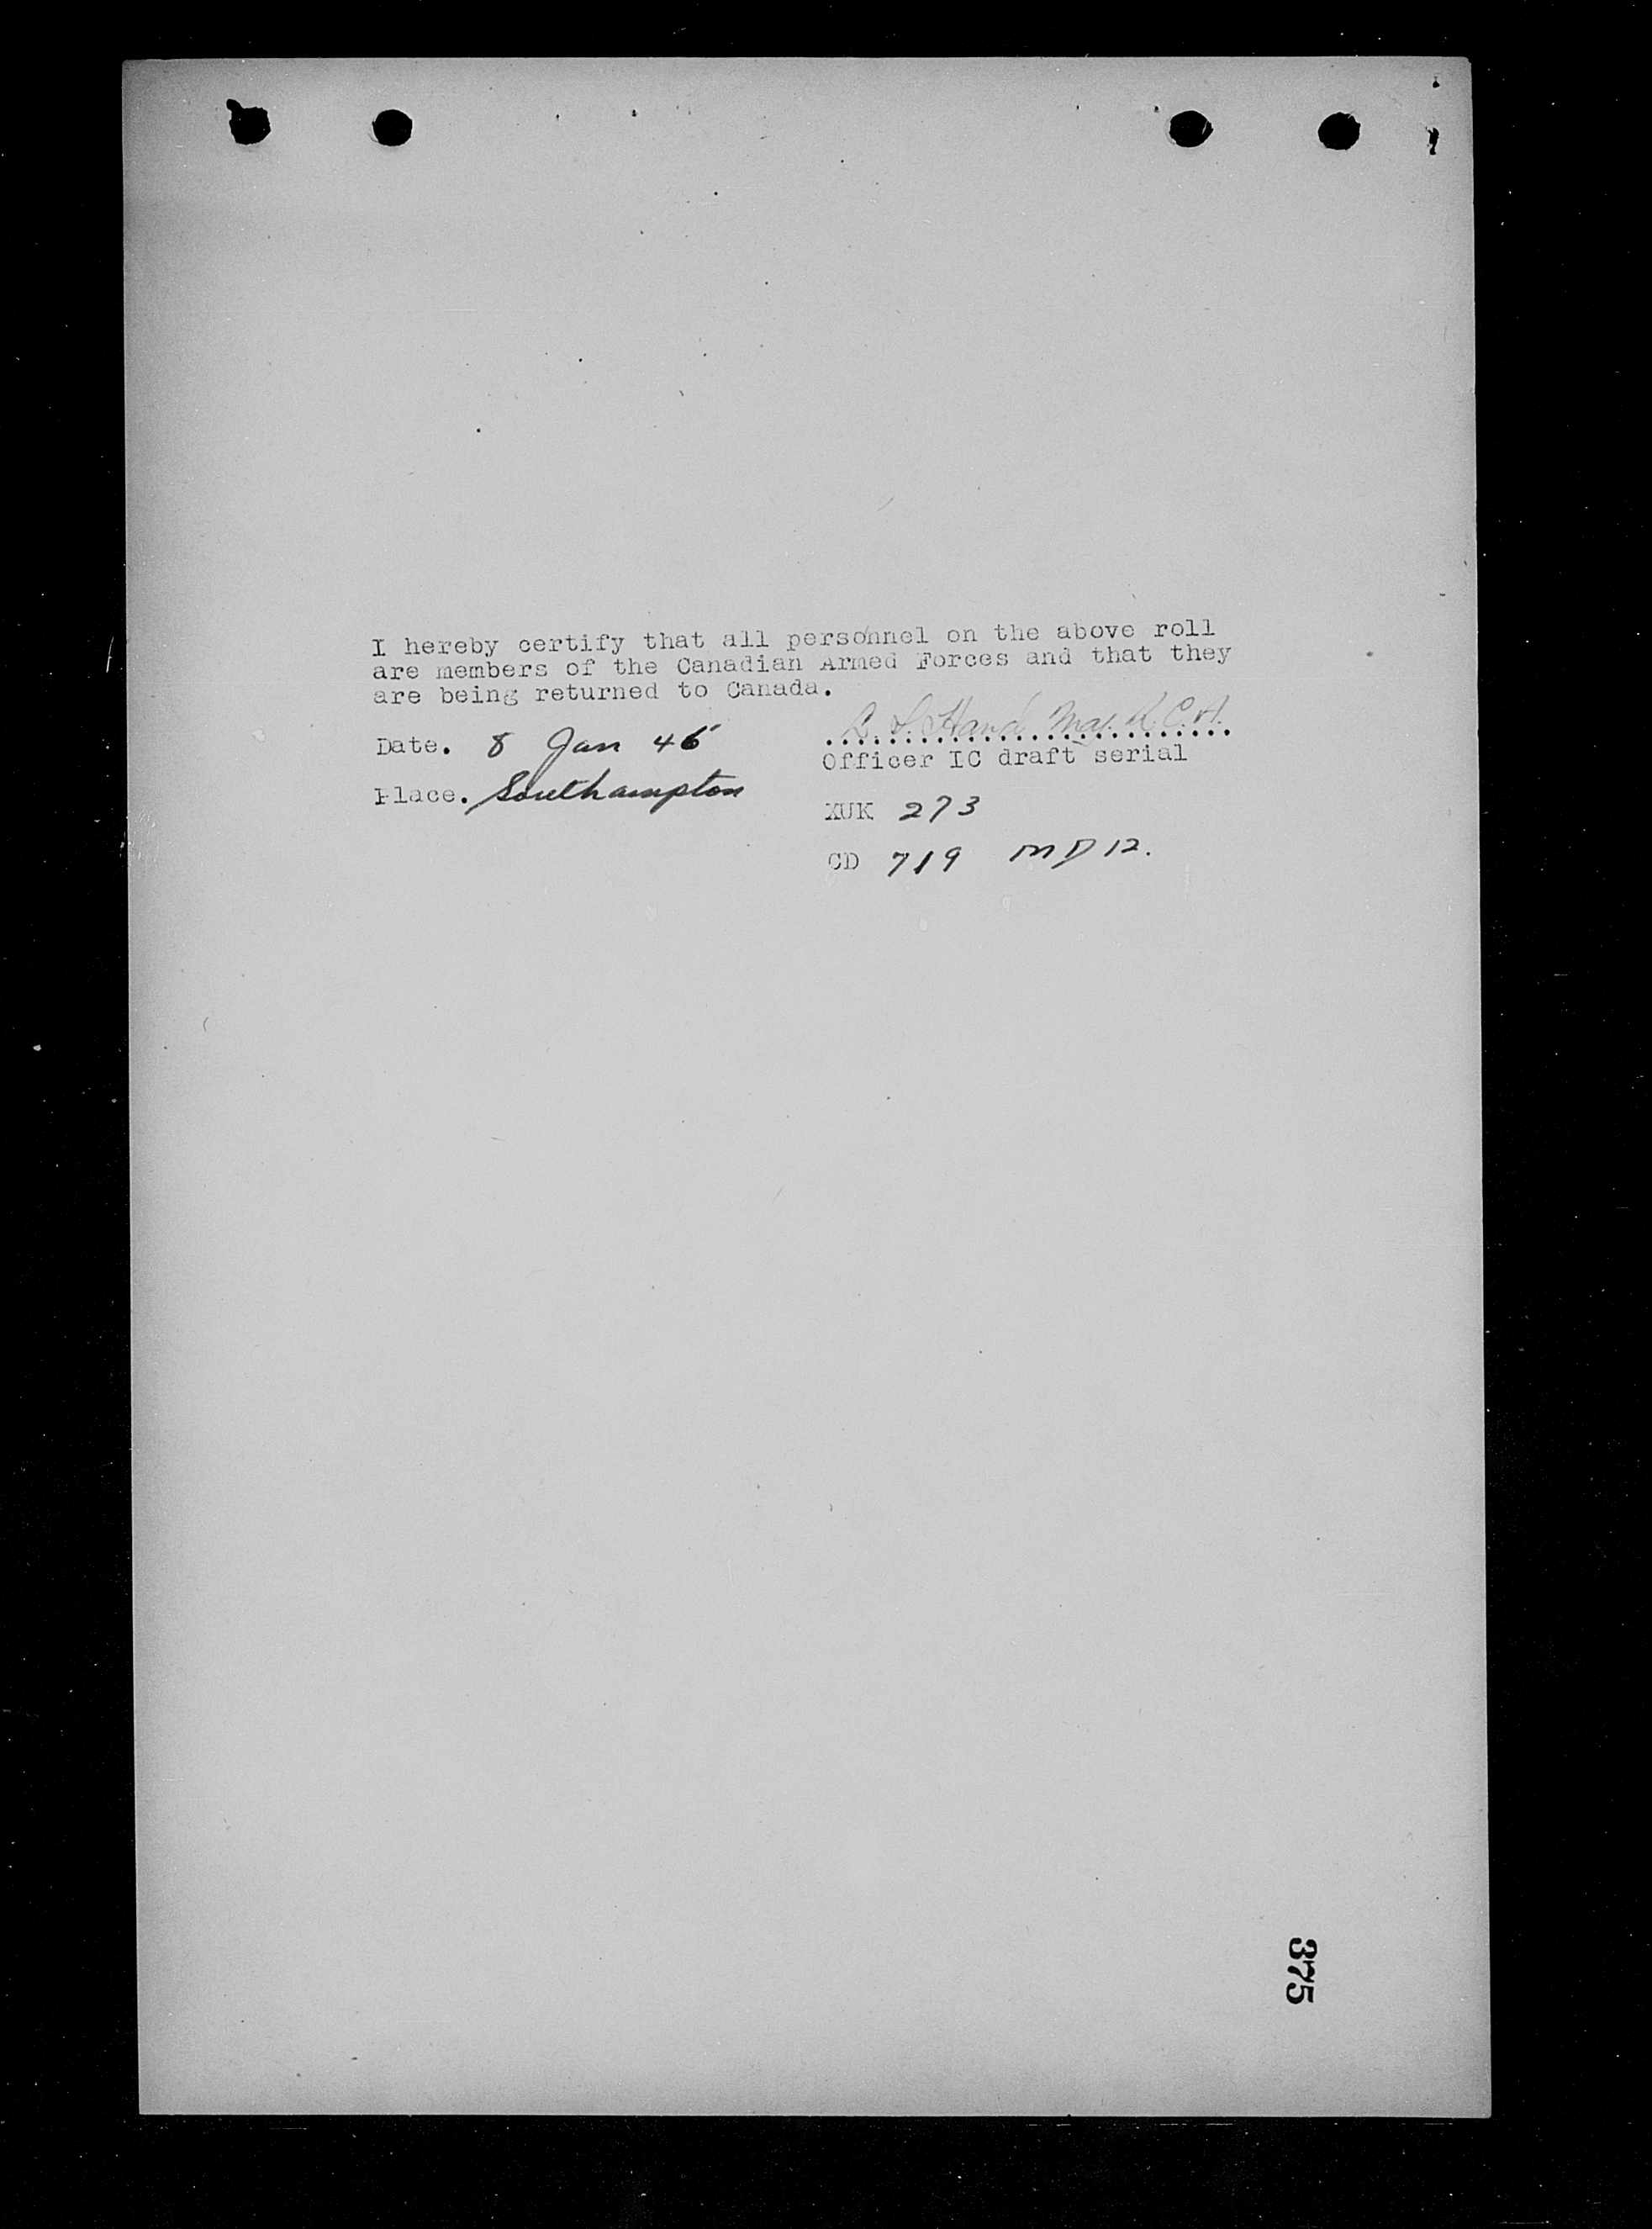 I hereby certify that all personnel on the above roll
are members of the Canadian Armed Forces and that they
are being returned to Canada.
Date. 8 Jan 46
Hand Maj. R.C.A.
Officer IC draft serial
Place. Southampton
XUK 273
CD 719 MD 12.
375